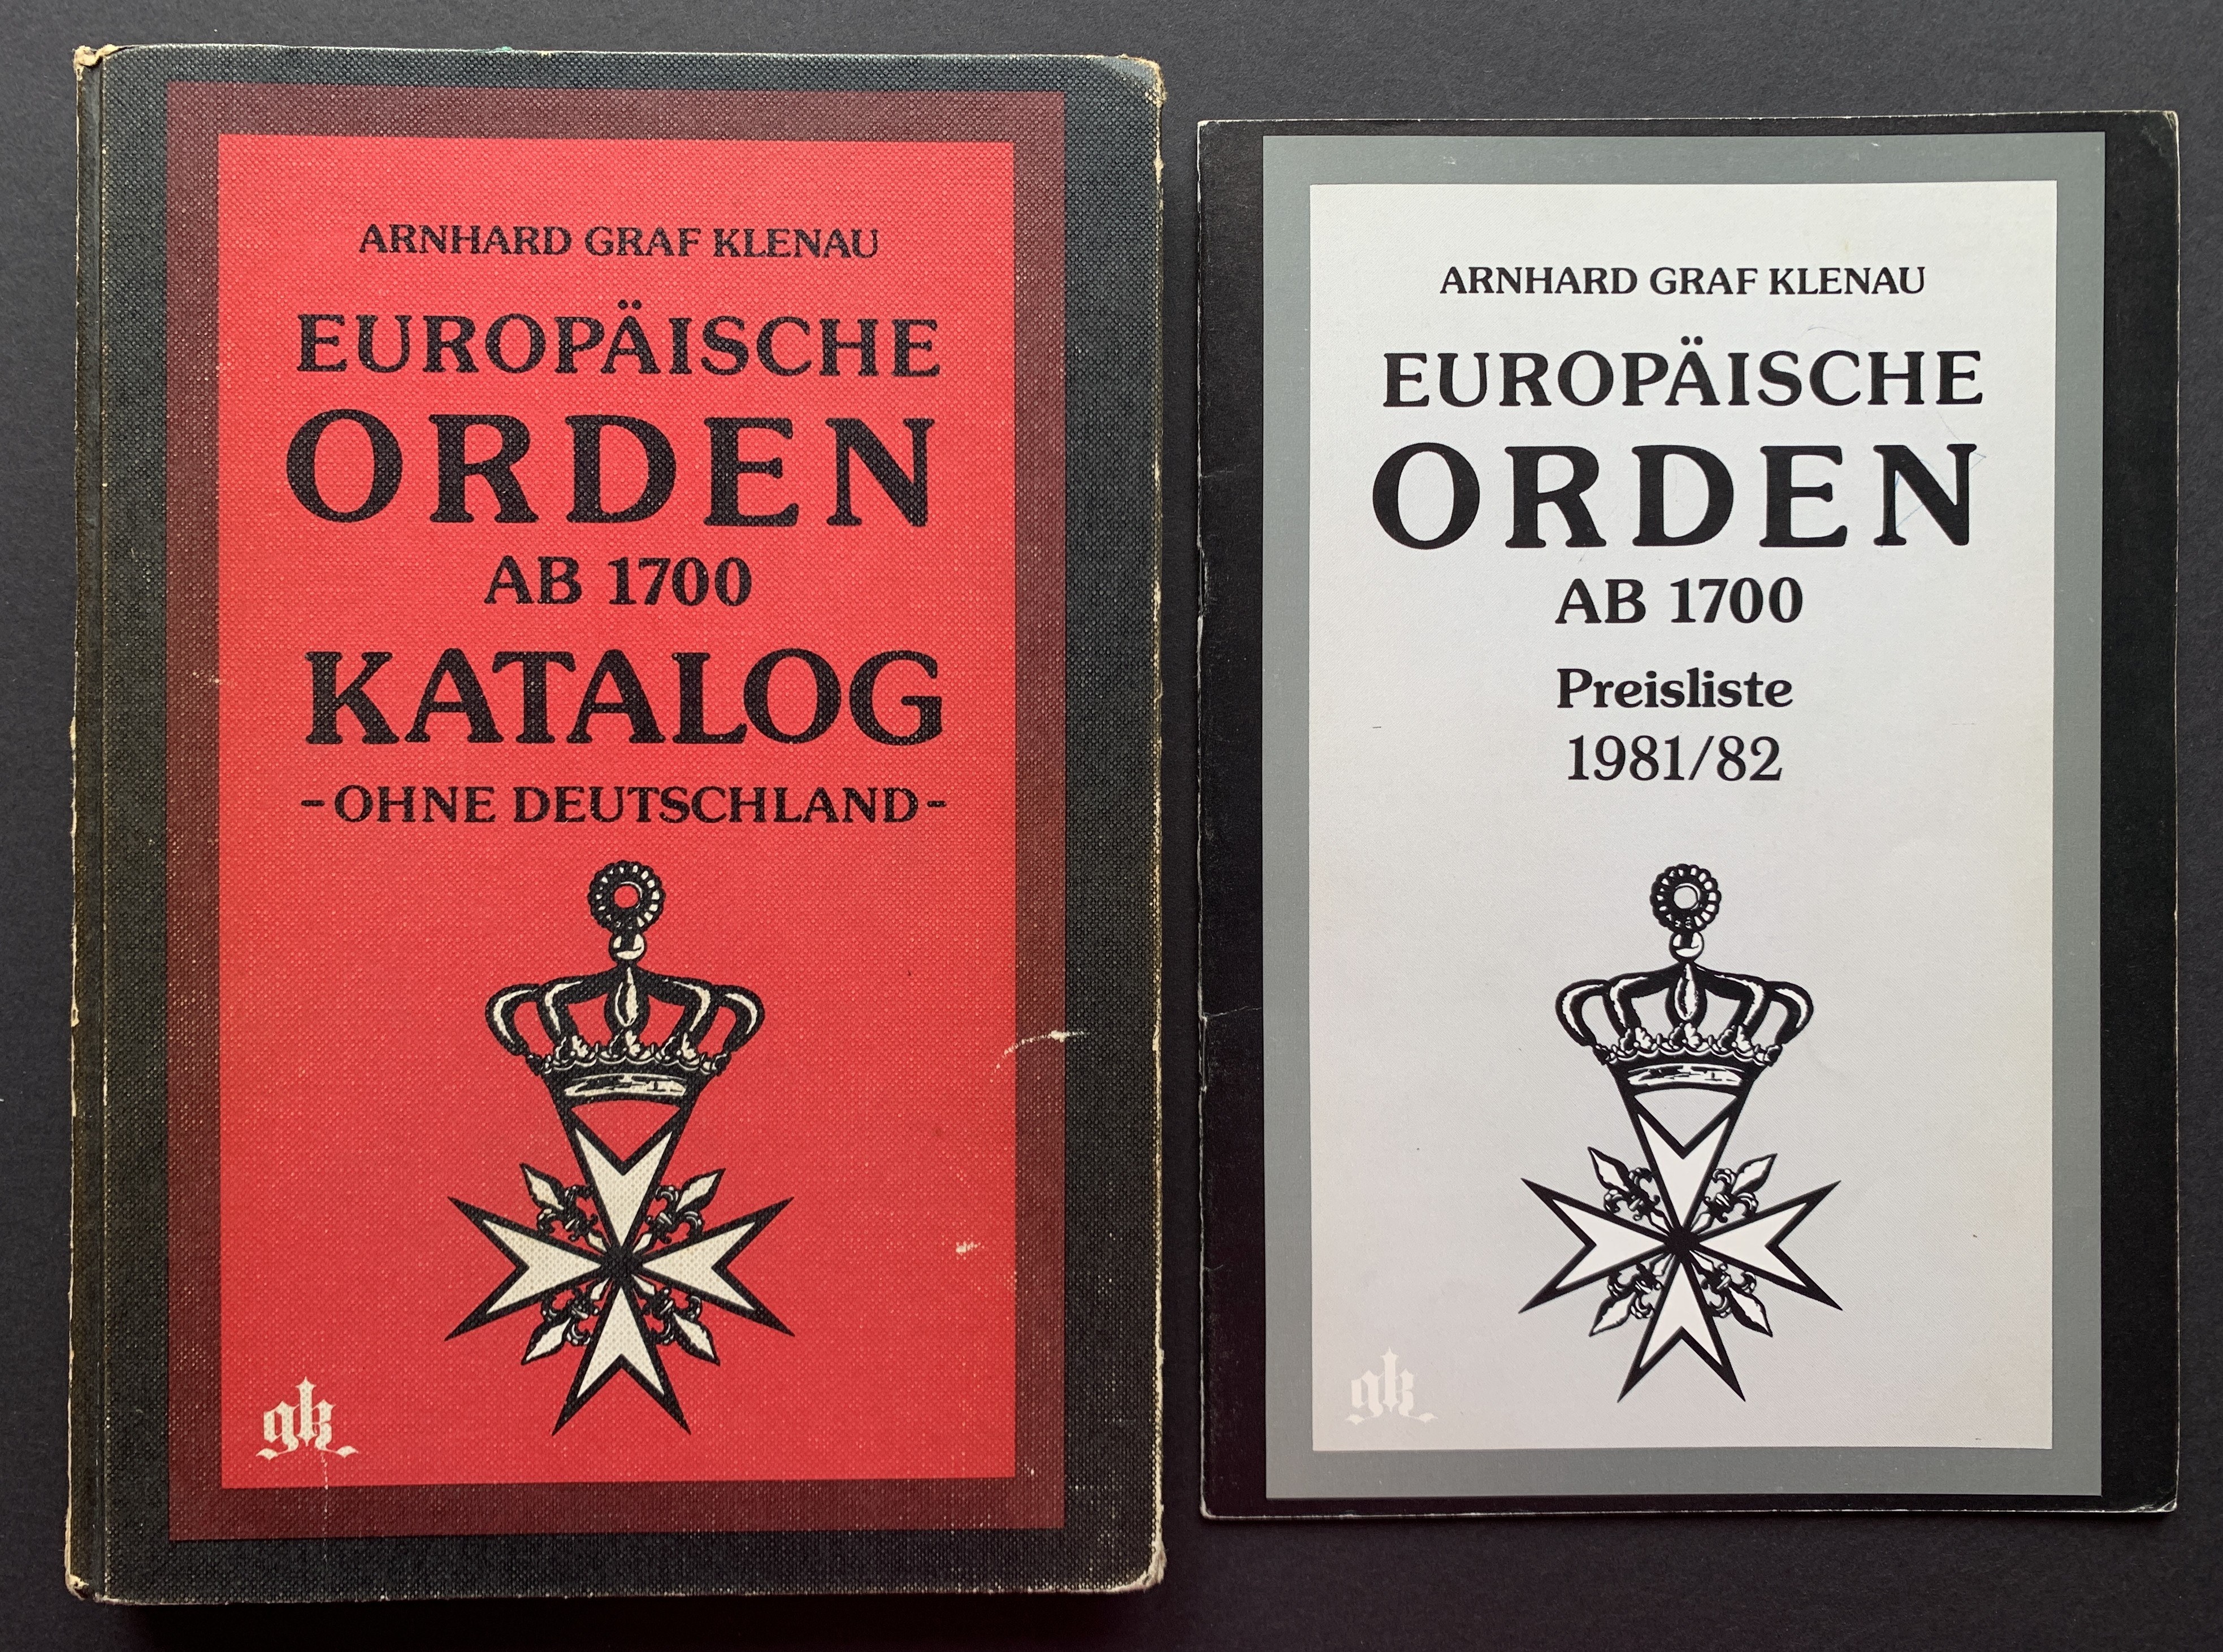 ARNHARD GRAF KLENAU
EUROPÄISCHE
ORDEN
AB 1700
KATALOG
-OHNE DEUTSCHLAND-
gk
ARNHARD GRAF KLENAU
EUROPÄISCHE
ORDEN
AB 1700
Preisliste
1981/82
gk